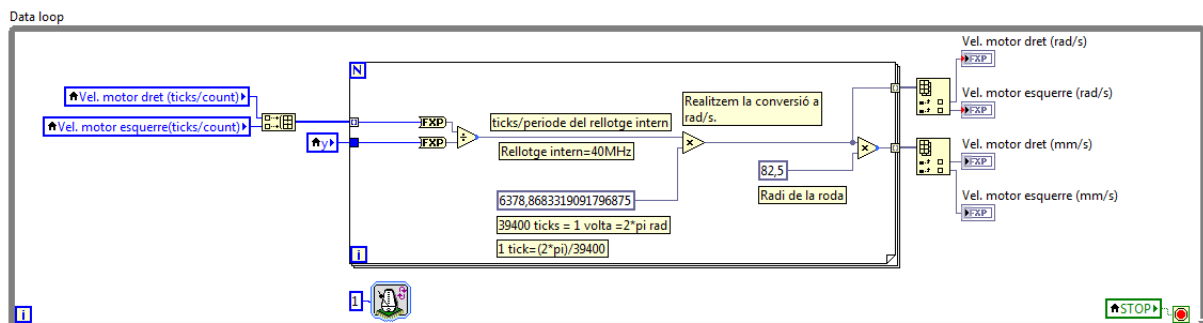 Data loop
Vel. motor dret (ticks/count)
Vel. motor esquerre(ticks/count)
y
N
FXP
FXP
÷
ticks/periode del rellotge intern
Rellotge intern=40MHz
6378,8683319091796875
39400 ticks = 1 volta =2*pi rad
1 tick=(2*pi)/39400
Realitzem la conversió a
rad/s.
×
82,5
Radi de la roda
×
i
Vel. motor dret (rad/s)
FXP
Vel. motor esquerre (rad/s)
FXP
Vel. motor dret (mm/s)
FXP
Vel. motor esquerre (mm/s)
FXP
1
i
STOP